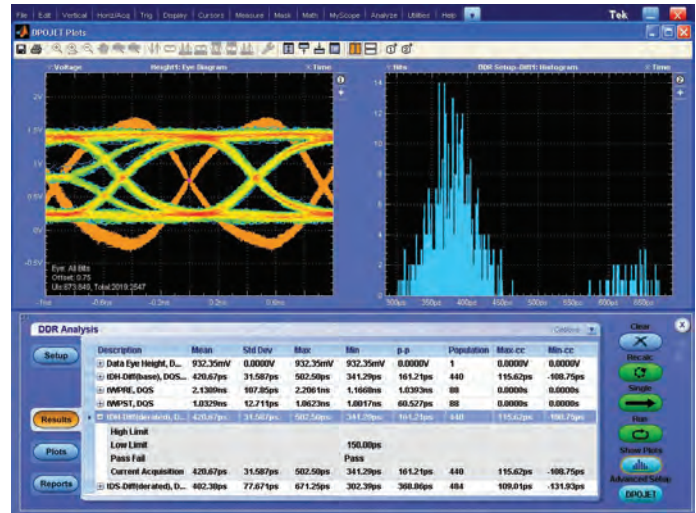 File Edit Vertical Horiz/Acq Trig Display Cursors Measure Mask Math MyScope Analyze Utilities Help Tek
DPOJET Plots
Voltage Height1: Eye Diagram Time
Hits DDR Setup-Diff1: Histogram Time
2V
1.5V
1V
0.5V
0V
-0.5V
Eye: All Bits
Offset: 0.75
UIs:873.849, Total:2019:2547
-1ns -0.6ns -0.2ns 0.2ns 0.6ns
14
12
10
8
6
4
2
300ps 350ps 400ps 450ps 500ps 550ps 600ps 650ps
DDR Analysis
Options
Clear
Setup
Description Mean Std Dev Max Min p-p Population Max-cc Min-cc
Data Eye Height, D... 932.35mV 0.0000V 932.35mV 932.35mV 0.0000V 1 0.0000V 0.0000V
Recalc
tDH-Diff(base), DQS... 420.67ps 31.587ps 502.50ps 341.29ps 161.21ps 440 115.62ps -108.75ps
tWPRE, DQS 2.1309ns 107.85ps 2.2061ns 1.1668ns 1.0393ns 88 0.0000s 0.0000s
Single
tWPST, DQS 1.0329ns 12.711ps 1.0623ns 1.0017ns 60.527ps 88 0.0000s 0.0000s
Results
tDH-Diff(derated), D... 420.67ps 31.587ps 502.50ps 341.29ps 161.21ps 440 115.62ps -108.75ps
Run
High Limit
Low Limit 150.00ps
Plots
Pass Fail Pass
Show Plots
Current Acquisition 420.67ps 31.587ps 502.50ps 341.29ps 161.21ps 440 115.62ps -108.75ps
Advanced Setup
Reports
tDS-Diff(derated), D... 402.30ps 77.671ps 671.25ps 302.39ps 368.86ps 484 109.01ps -131.93ps
DPOJET